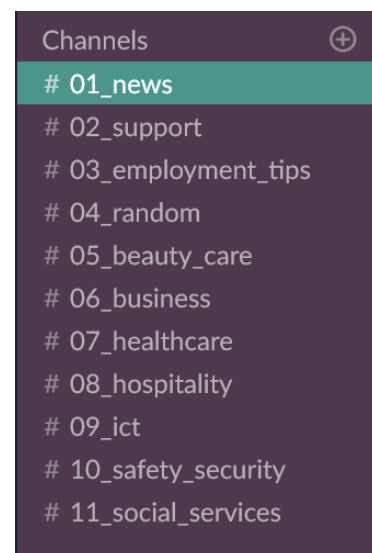 Channels
# 01_news
# 02_support
# 03_employment_tips
# 04_random
# 05_beauty_care
# 06_business
# 07_healthcare
# 08_hospitality
# 09_ict
# 10_safety_security
# 11_social_services